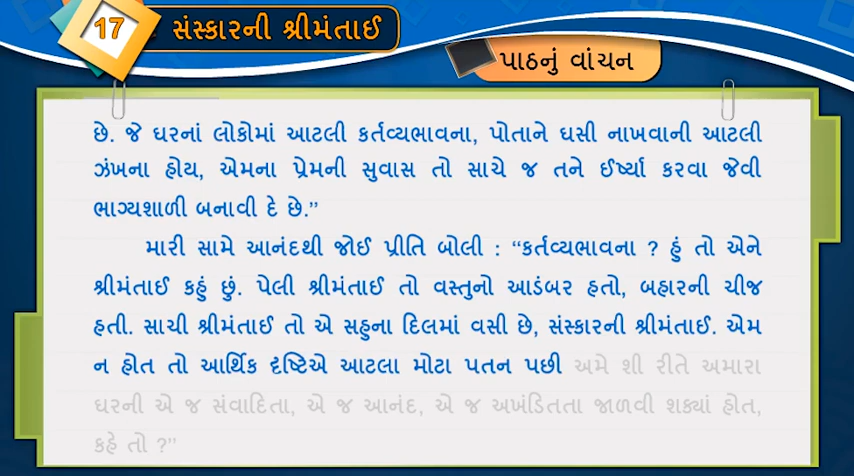 17 સંસ્કારની શ્રીમંતાઈ
પાઠનું વાંચન
છે. જે ઘરનાં લોકોમાં આટલી કર્તવ્યભાવના, પોતાને ઘસી નાખવાની આટલી
ઝંખના હોય, એમના પ્રેમની સુવાસ તો સાચે જ તને ઈર્ષ્યા કરવા જેવી
ભાગ્યશાળી બનાવી દે છે.”
મારી સામે આનંદથી જોઈ પ્રીતિ બોલી : “કર્તવ્યભાવના ? હું તો એને
શ્રીમંતાઈ કહું છું. પેલી શ્રીમંતાઈ તો વસ્તુનો આડંબર હતો, બહારની ચીજ
હતી. સાચી શ્રીમંતાઈ તો એ સહુના દિલમાં વસી છે, સંસ્કારની શ્રીમંતાઈ. એમ
ન હોત તો આર્થિક દૃષ્ટિએ આટલા મોટા પતન પછી અમે શી રીતે અમારા
ઘરની એ જ સંવાદિતા, એ જ આનંદ, એ જ અખંડિતતા જાળવી શક્યાં હોત,
કહે તો ?”